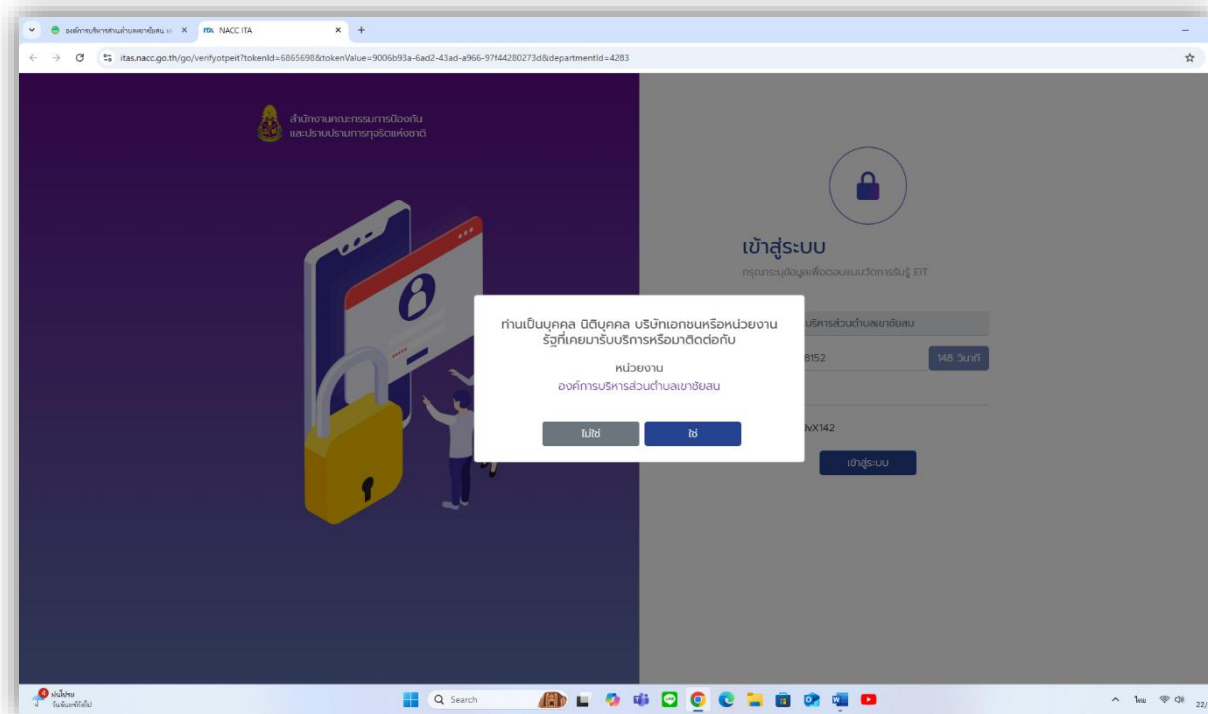 องค์การบริหารส่วนตำบลเขาชัยสน
NACC ITA
itas.nacc.go.th/go/verifyotpeit?tokenId=6865698&tokenValue=9006b93a-6ad2-43ad-a966-97f44280273d&departmentId=4283
สำนักงานคณะกรรมการป้องกัน
และปราบปรามการทุจริตแห่งชาติ
เข้าสู่ระบบ
กรุณาระบุข้อมูลเพื่อตอบแบบวัดการรับรู้ EIT
ท่านเป็นบุคคล นิติบุคคล บริษัทเอกชนหรือหน่วยงาน
รัฐที่เคยมารับบริการหรือมาติดต่อกับ
หน่วยงาน
องค์การบริหารส่วนตำบลเขาชัยสน
ไม่ใช่
ใช่
บริหารส่วนตำบลเขาชัยสน
8152
148 วินาที
X142
เข้าสู่ระบบ
4
Search
ไทย
22/